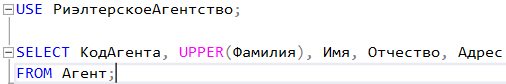 USE РиэлтерскоеАгентство;
SELECT КодАгента, UPPER(Фамилия), Имя, Отчество, Адрес
FROM Агент;